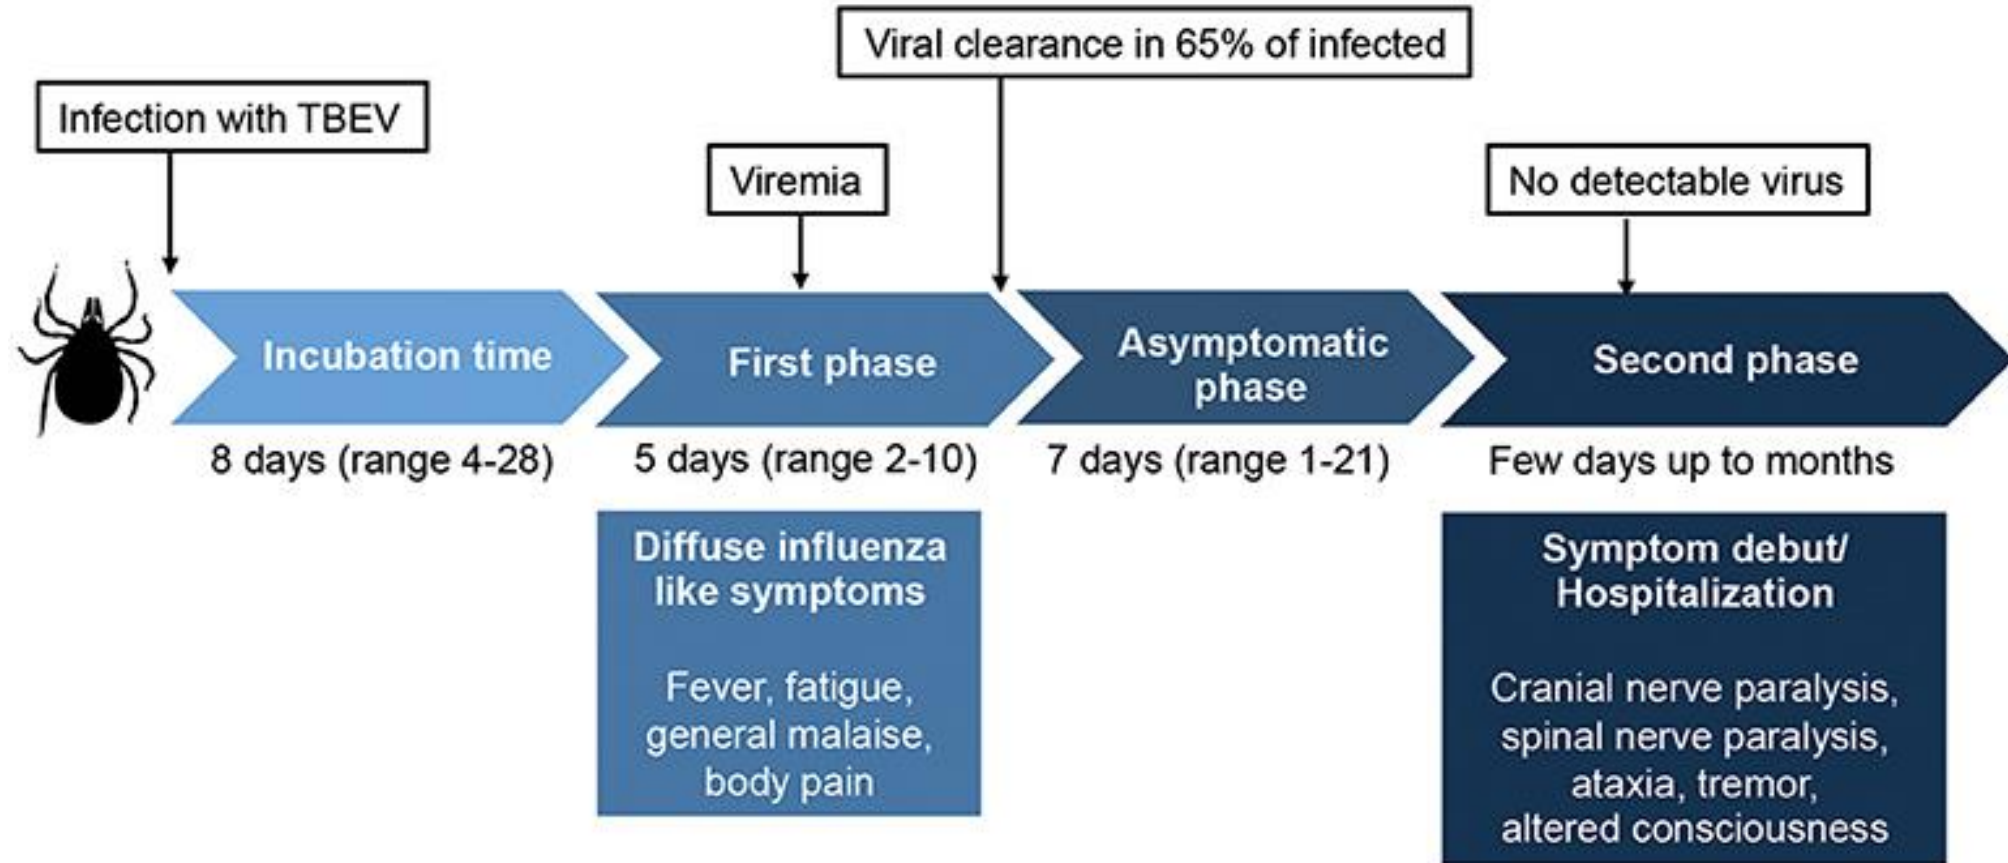 Viral clearance in 65% of infected
Infection with TBEV
Viremia
No detectable virus
Incubation time
First phase
Asymptomatic
phase
Second phase
8 days (range 4-28)
5 days (range 2-10)
7 days (range 1-21)
Few days up to months
Diffuse influenza
like symptoms
Fever, fatigue,
general malaise,
body pain
Symptom debut/
Hospitalization
Cranial nerve paralysis,
spinal nerve paralysis,
ataxia, tremor,
altered consciousness